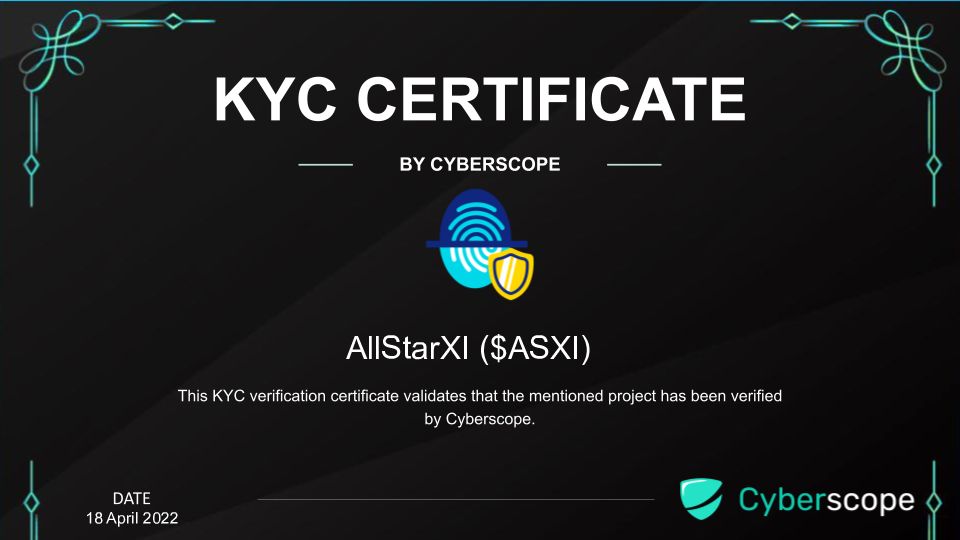 KYC CERTIFICATE
BY CYBERSCOPE
AllStarXI ($ASXI)
This KYC verification certificate validates that the mentioned project has been verified
by Cyberscope.
DATE
18 April 2022
Cyberscope